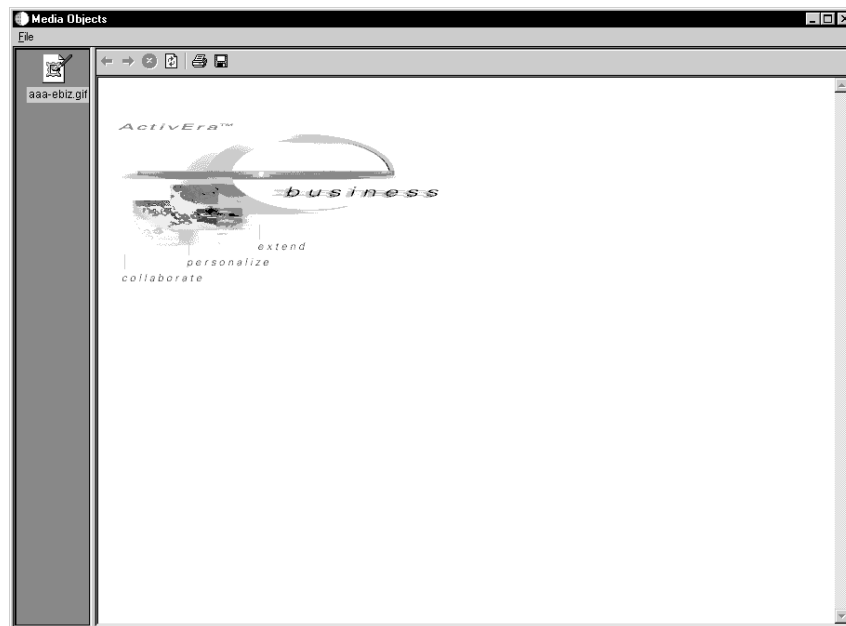 Media Objects
File
aaa-ebiz.gif
ActivEra™
business
extend
personalize
collaborate